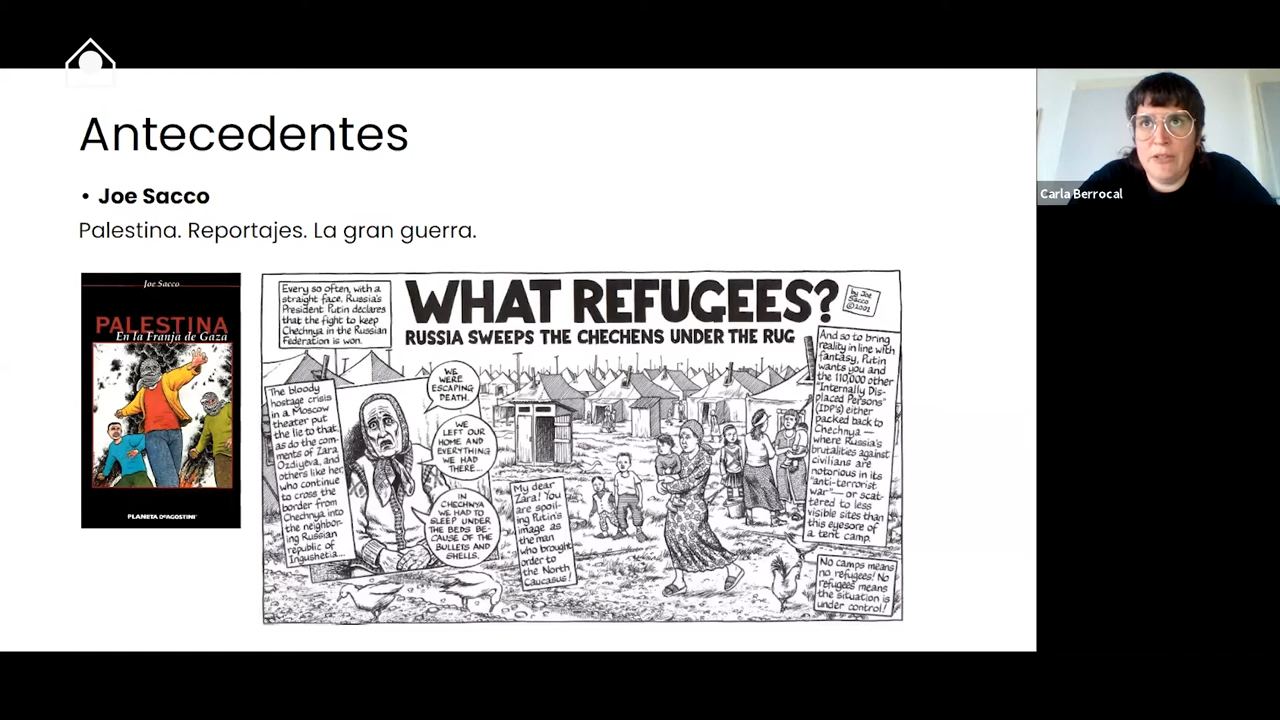 Antecedentes
• Joe Sacco
Palestina. Reportajes. La gran guerra.
Carla Berrocal
Joe Sacco
PALESTINA
En la Franja de Gaza
PLANETA DeAGOSTINI
Every so often, with a
straight face, Russia's
President Putin declares
that the fight to keep
Chechnya in the Russian
Federation is won.
WHAT REFUGEES?
by Joe
Sacco
©2001
RUSSIA SWEEPS THE CHECHENS UNDER THE RUG
The bloody
hostage crisis
in a Moscow
theater put
the lie to that
as do the com-
ments of Zara
Ozdiyeva, and
others like her,
who continue
to cross the
border from
Chechnya into
the neighbor-
ing Russian
republic of
Ingushetia...
WE
WERE
ESCAPING
DEATH.
WE
LEFT OUR
HOME AND
EVERYTHING
WE HAD
THERE...
IN
CHECHNYA
WE HAD TO
SLEEP UNDER
THE BEDS BE-
CAUSE OF THE
BULLETS AND
SHELLS.
My dear
Zara! You
are spoil-
ing Putin's
image as
the man
who brought
order to
the North
Caucasus!
And so to bring
reality in line with
fantasy, Putin
wants you and
the 110,000 other
"Internally Dis-
placed Persons"
(IDP's) either
packed back to
Chechnya —
where Russia's
brutalities against
civilians are
notorious in its
"anti-terrorist
war"— or scat-
tered to less
visible sites than
this eyesore of
a tent camp.
No camps means
no refugees! No
refugees means
the situation is
under control!